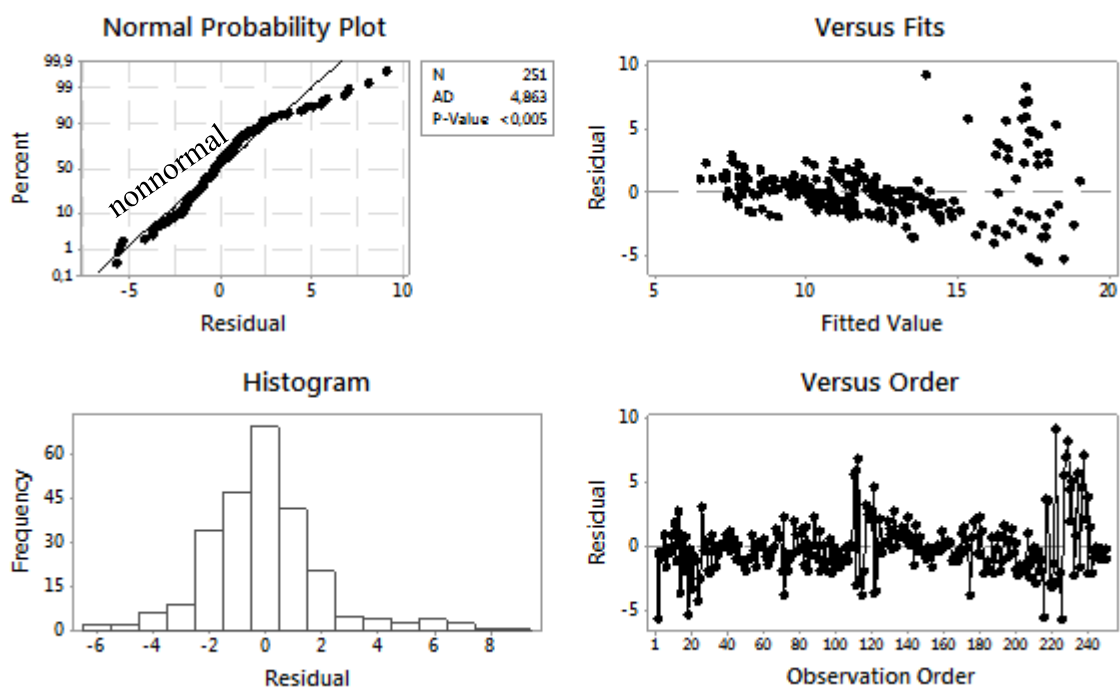 Normal Probability Plot
99,9
99
90
50
10
1
0,1
Percent
nonnormal
-5 0 5 10
Residual
N 251
AD 4,863
P-Value <0,005
Versus Fits
10
5
0
-5
Residual
5 10 15 20
Fitted Value
Histogram
60
45
30
15
0
Frequency
-6 -4 -2 0 2 4 6 8
Residual
Versus Order
10
5
0
-5
Residual
1 20 40 60 80 100 120 140 160 180 200 220 240
Observation Order